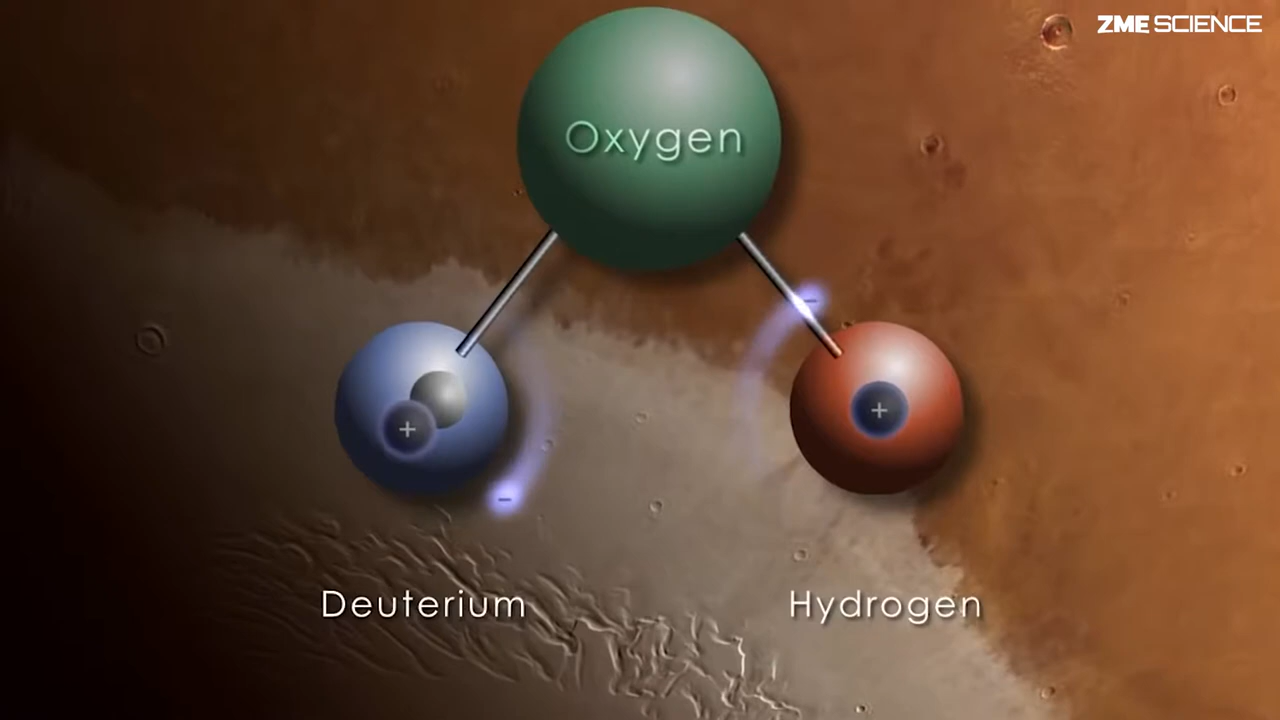 ZME SCIENCE
Oxygen
+
+
-
-
Deuterium
Hydrogen